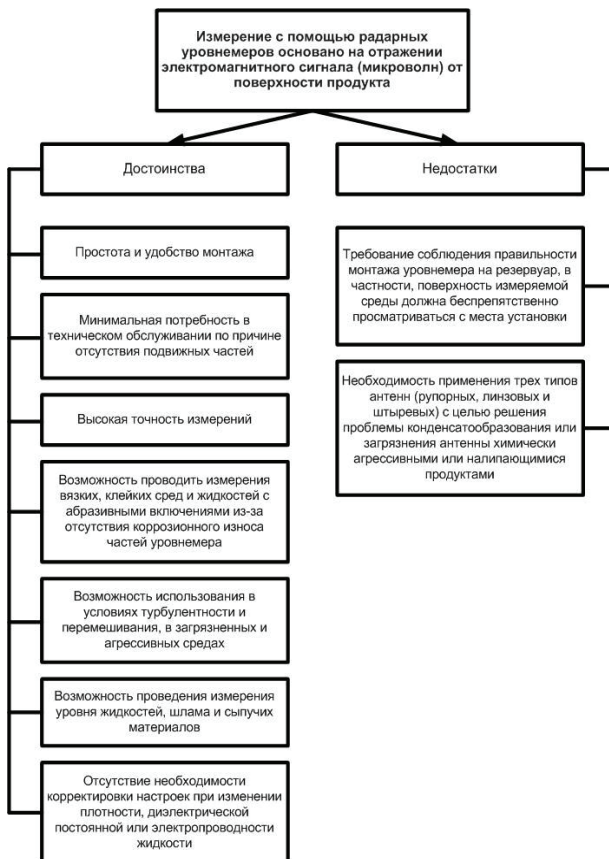 Измерение с помощью радарных
уровнемеров основано на отражении
электромагнитного сигнала (микроволн) от
поверхности продукта
Достоинства
Недостатки
Простота и удобство монтажа
Минимальная потребность в
техническом обслуживании по причине
отсутствия подвижных частей
Высокая точность измерений
Возможность проводить измерения
вязких, клейких сред и жидкостей с
абразивными включениями из-за
отсутствия коррозионного износа
частей уровнемера
Возможность использования в
условиях турбулентности и
перемешивания, в загрязненных и
агрессивных средах
Возможность проведения измерения
уровня жидкостей, шлама и сыпучих
материалов
Отсутствие необходимости
корректировки настроек при изменении
плотности, диэлектрической
постоянной или электропроводности
жидкости
Требование соблюдения правильности
монтажа уровнемера на резервуар, в
частности, поверхность измеряемой
среды должна беспрепятственно
просматриваться с места установки
Необходимость применения трех типов
антенн (рупорных, линзовых и
штыревых) с целью решения
проблемы конденсатообразования или
загрязнения антенны химически
агрессивными или налипающимися
продуктами